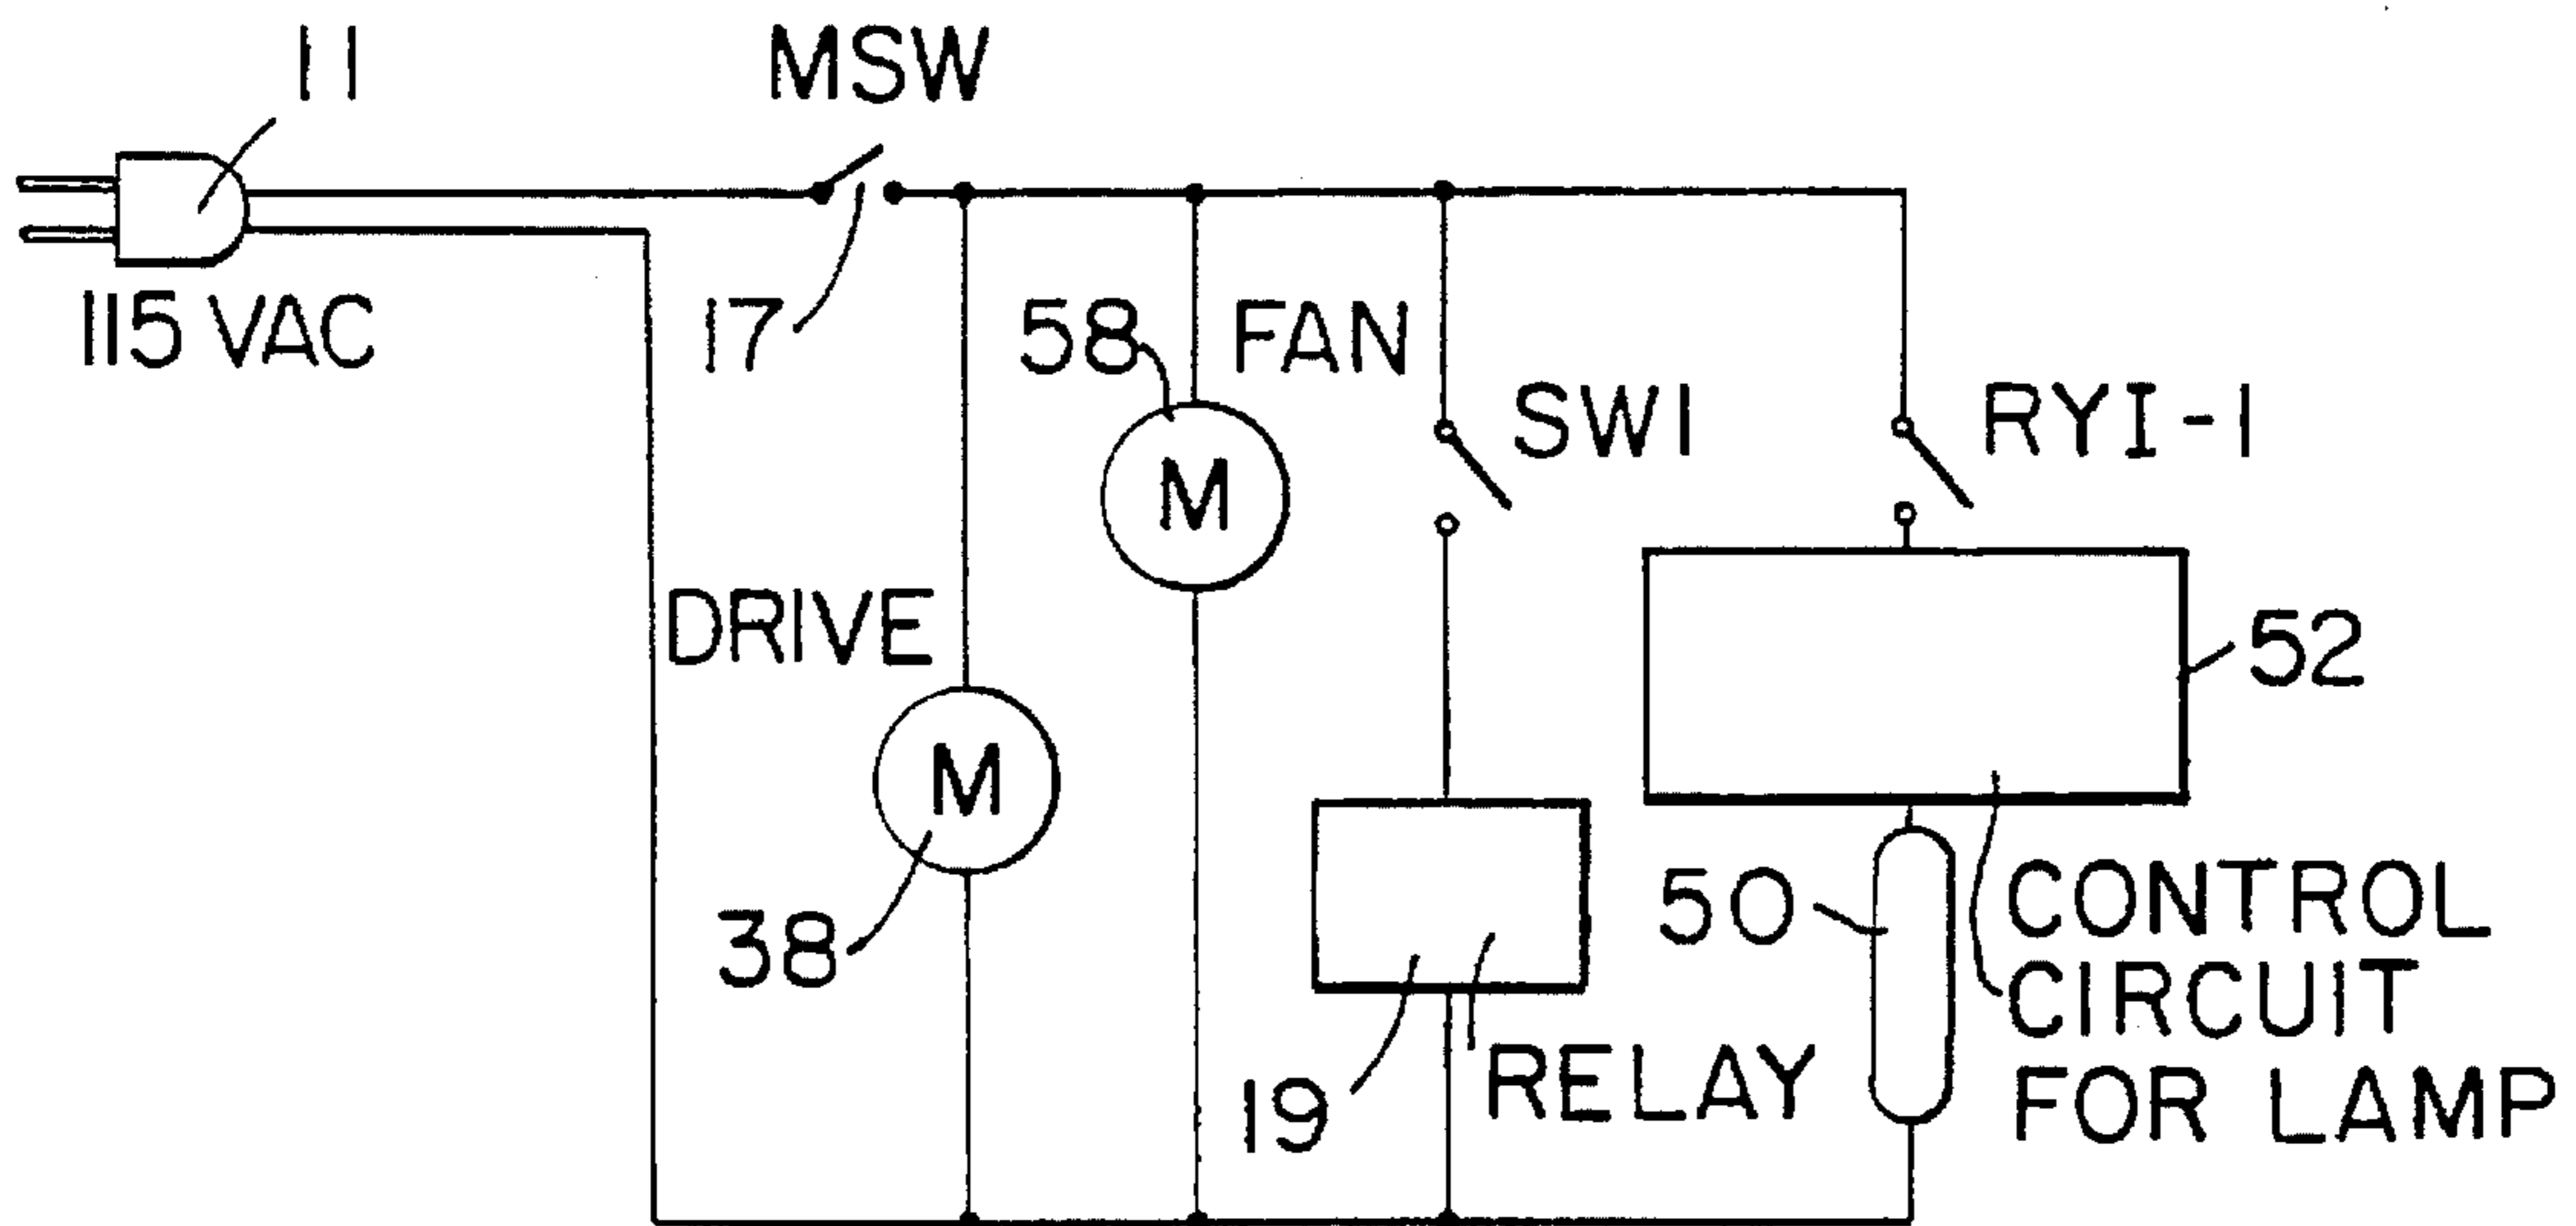 11
MSW
115 VAC
17
58
FAN
SW1
RY1-1
DRIVE
M
52
M
38
50
CONTROL
CIRCUIT
FOR LAMP
19
RELAY